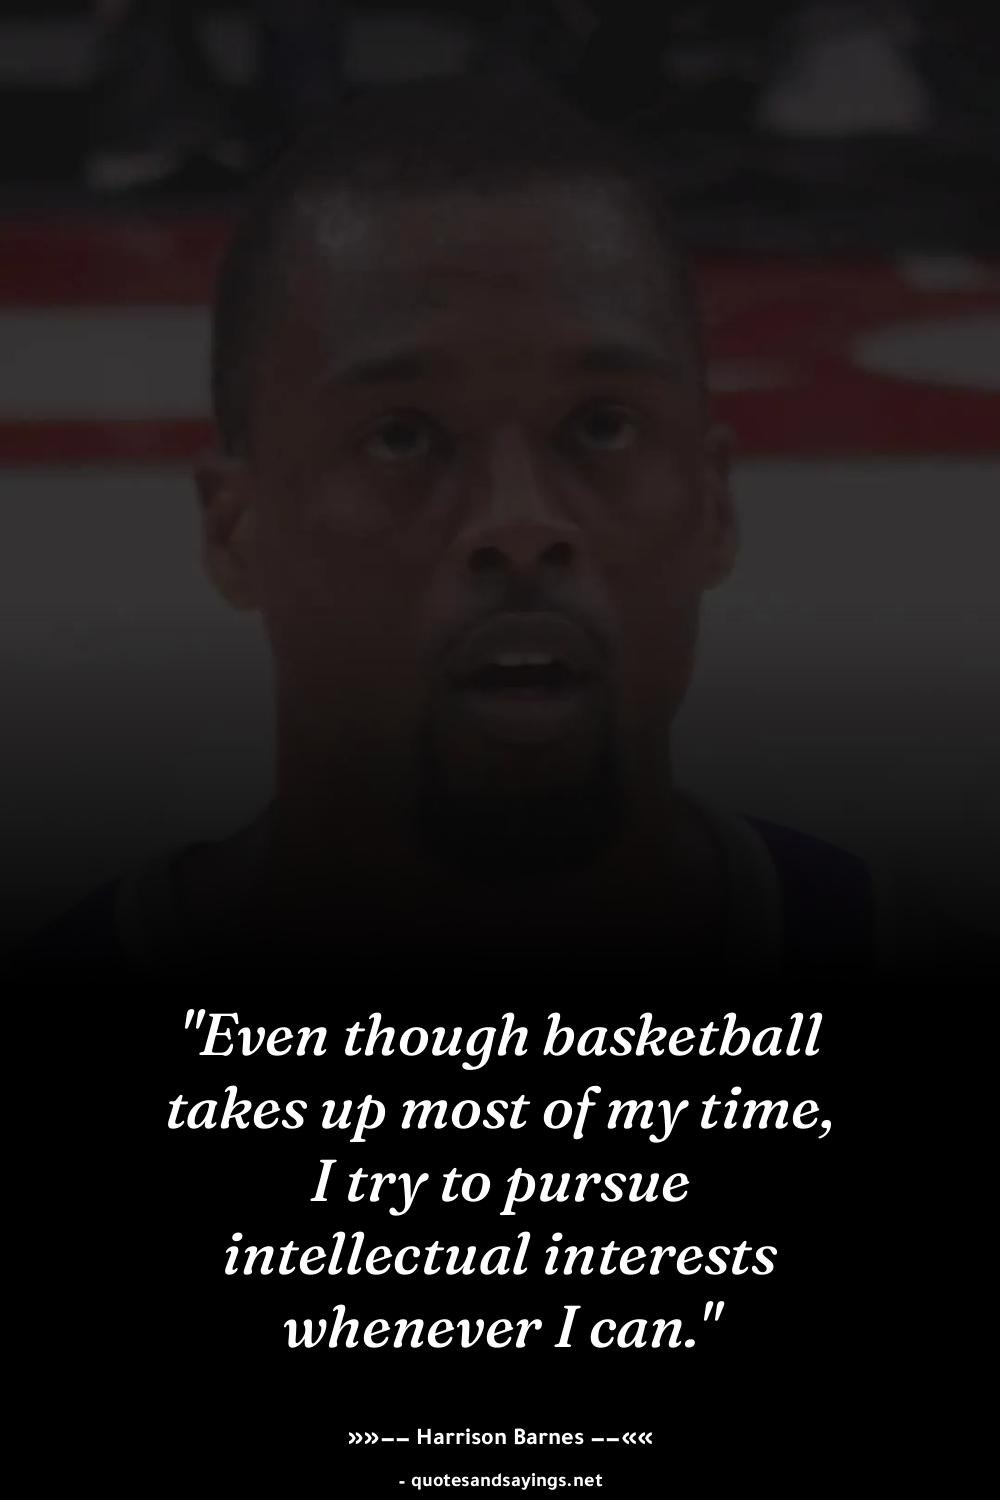 "Even though basketball
takes up most of my time,
I try to pursue
intellectual interests
whenever I can."
»»—— Harrison Barnes ——««
- quotesandsayings.net